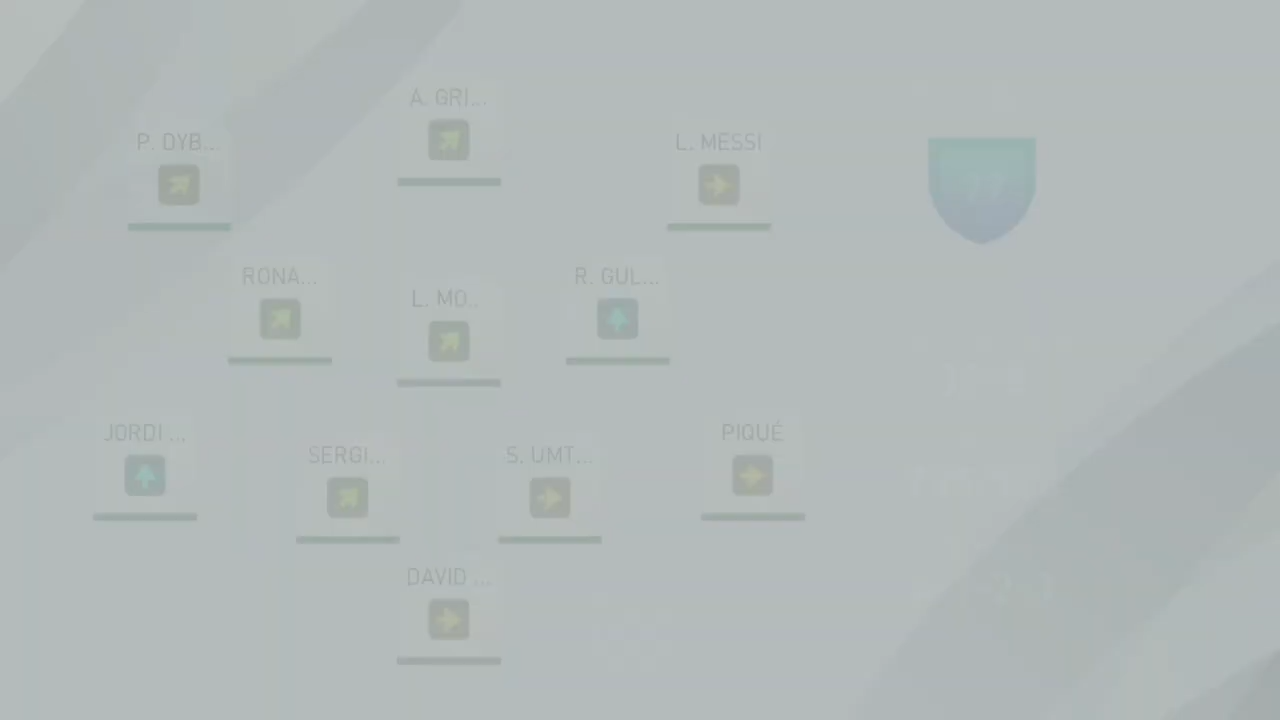 A. GRI...
P. DYB...
L. MESSI
RONA...
L. MO...
R. GUL...
JORDI ...
SERGI...
S. UMT...
PIQUÉ
DAVID ...